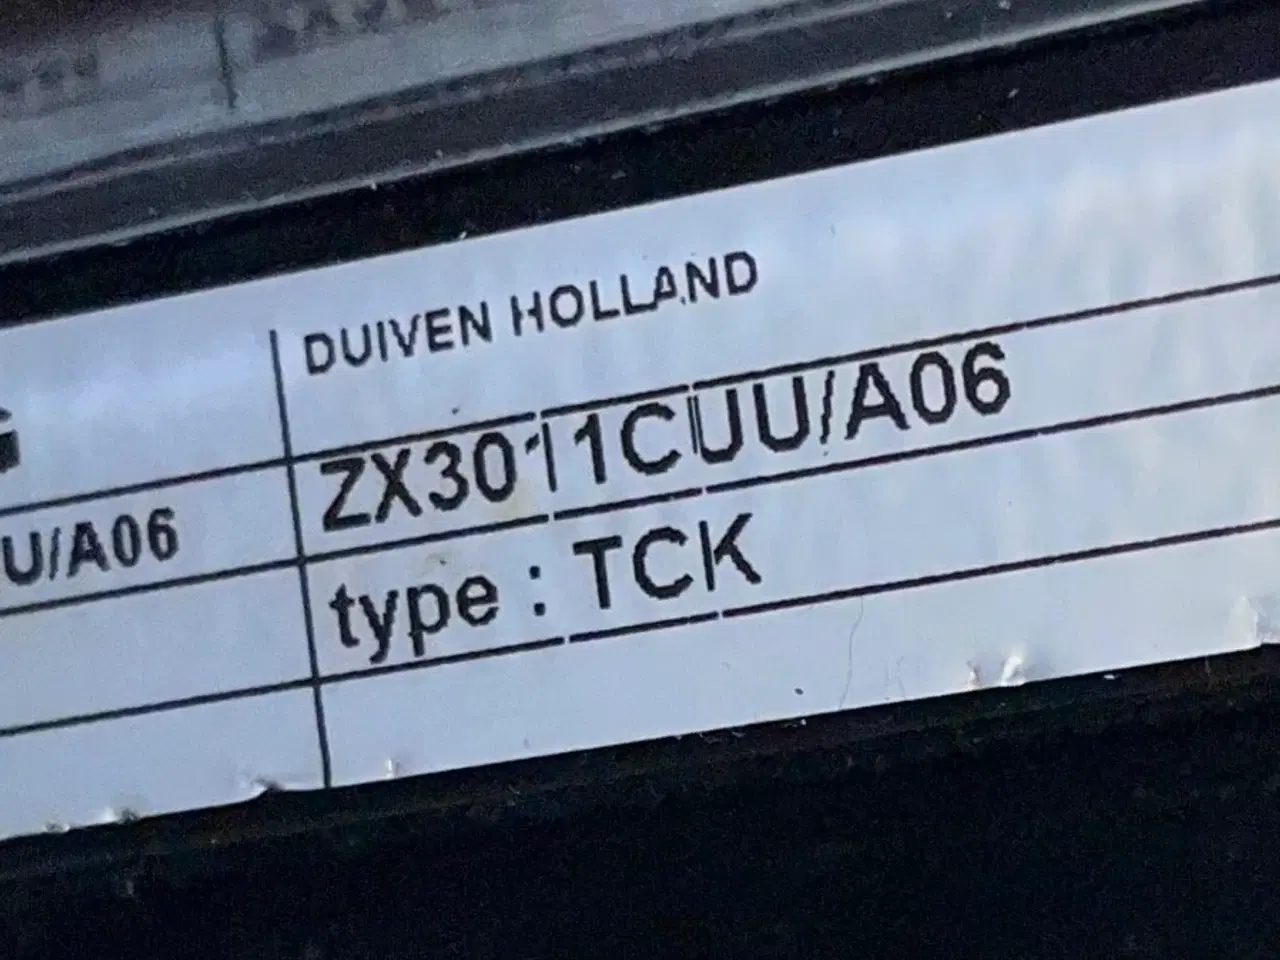 DUIVEN HOLLAND
ZX3011CUU/A06
U/A06
type : TCK